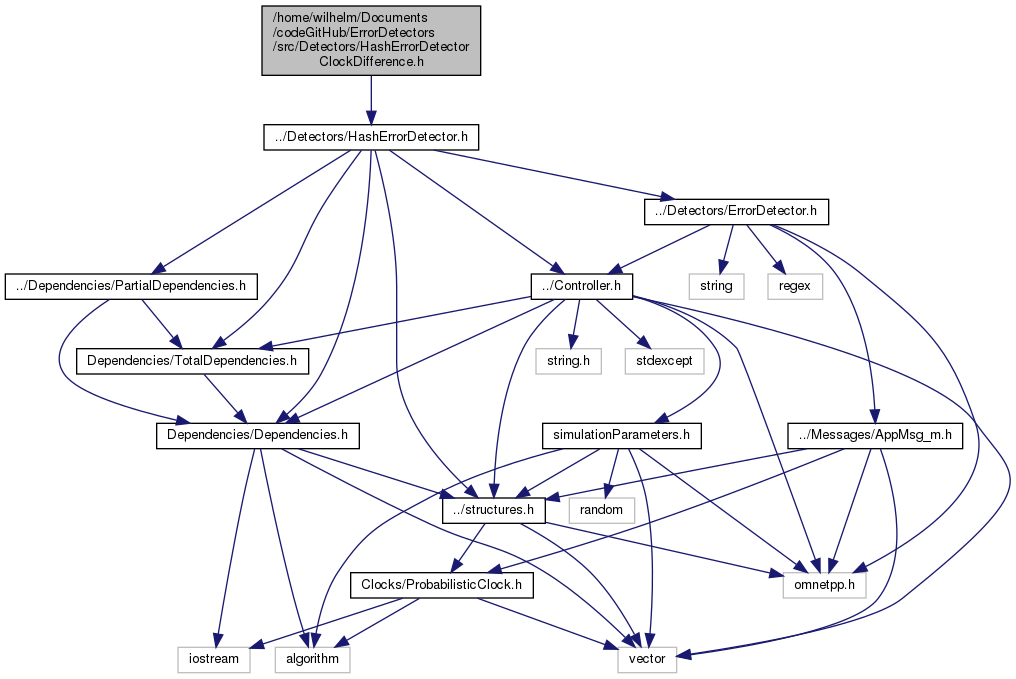 /home/wilhelm/Documents
/codeGitHub/ErrorDetectors
/src/Detectors/HashErrorDetector
ClockDifference.h
../Detectors/HashErrorDetector.h
../Detectors/ErrorDetector.h
../Dependencies/PartialDependencies.h
../Controller.h
string
regex
Dependencies/TotalDependencies.h
string.h
stdexcept
Dependencies/Dependencies.h
simulationParameters.h
../Messages/AppMsg_m.h
../structures.h
random
Clocks/ProbabilisticClock.h
omnetpp.h
iostream
algorithm
vector